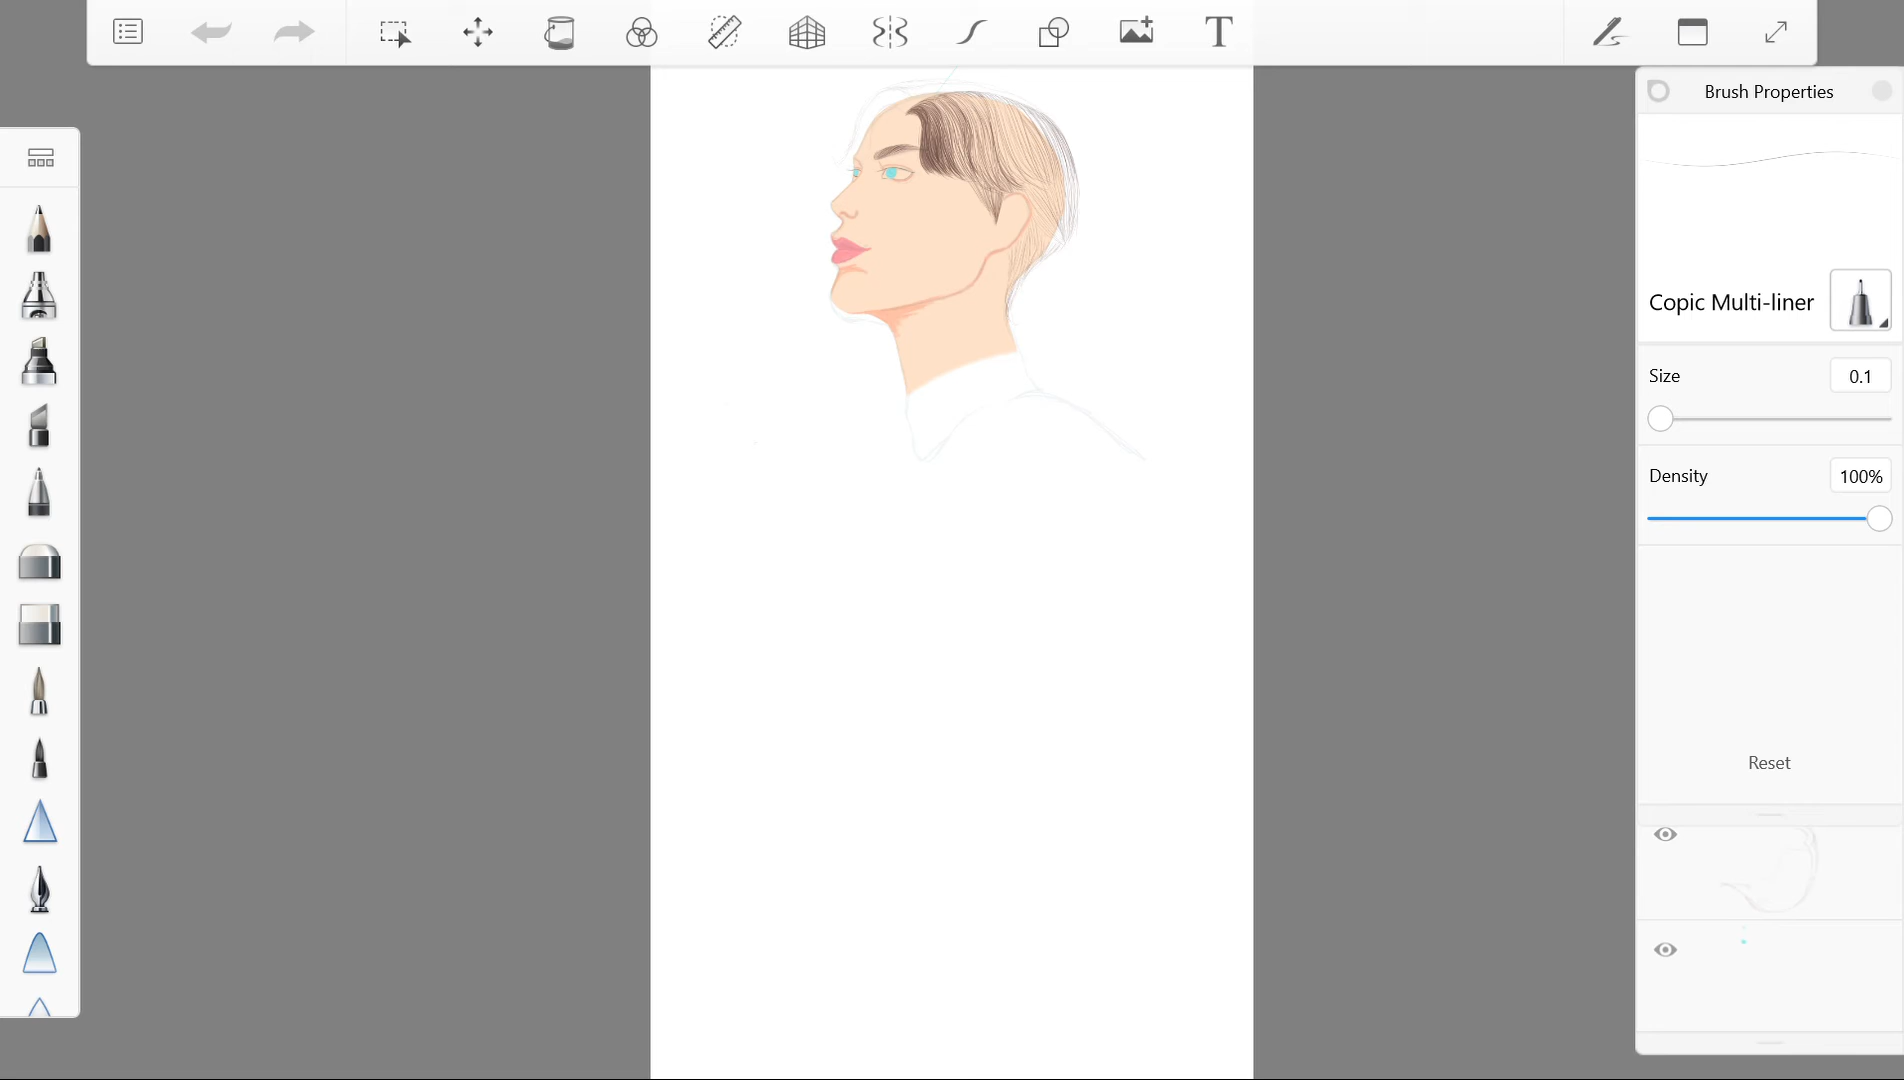 T
Brush Properties
Copic Multi-liner
Size
0.1
Density
100%
Reset